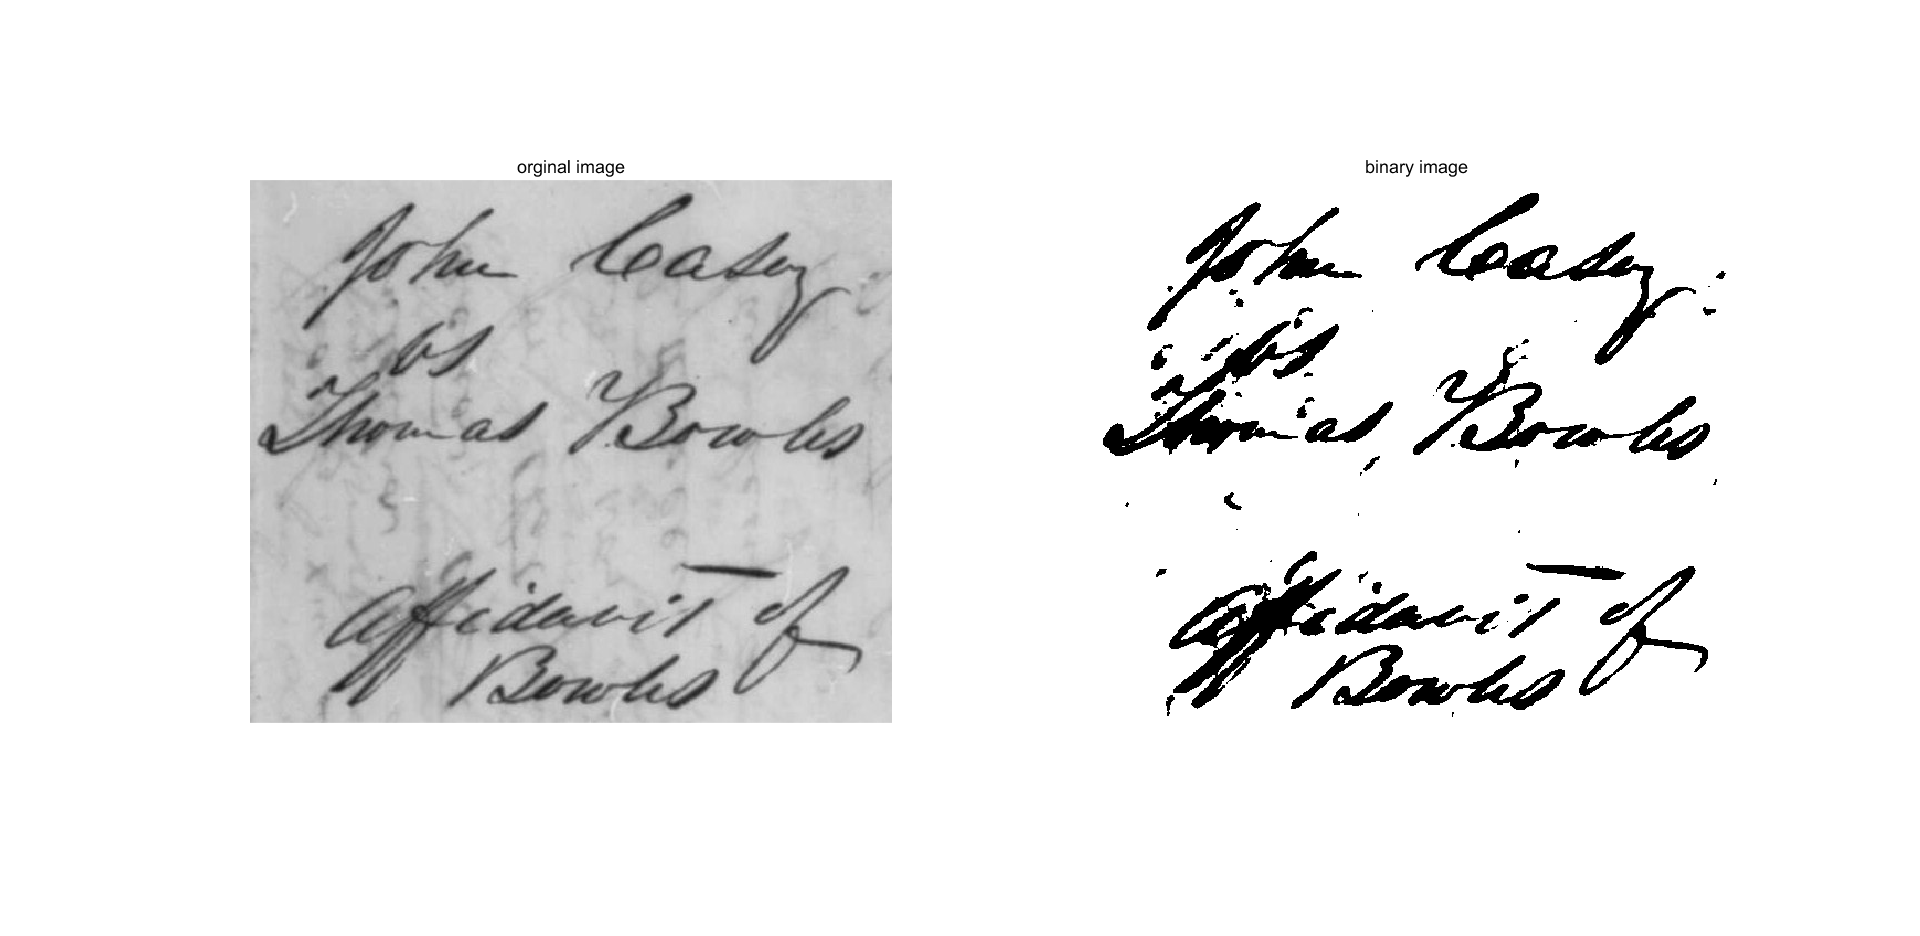 orginal image
John Casey
vs
Thomas Bowles
Affidavit of
Bowles
binary image
John Casey
vs
Thomas Bowles
Affidavit of
Bowles